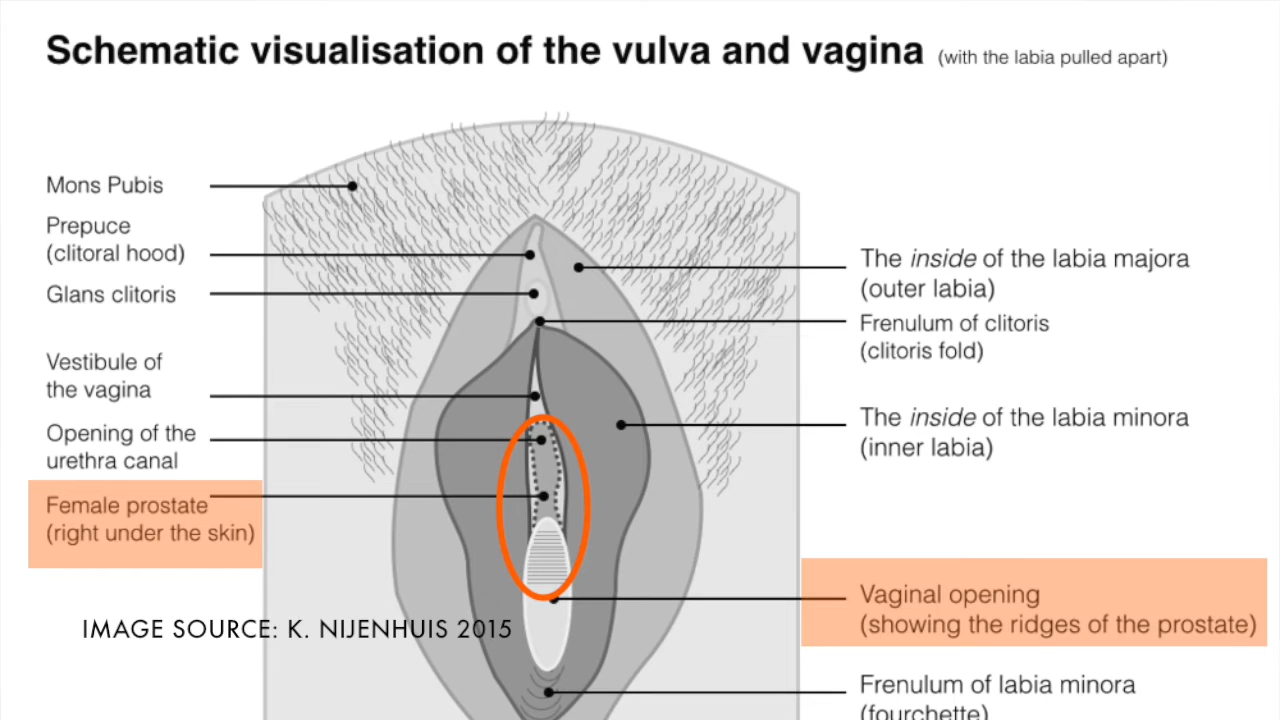 Schematic visualisation of the vulva and vagina (with the labia pulled apart)
Mons Pubis
Prepuce
(clitoral hood)
Glans clitoris
Vestibule of
the vagina
Opening of the
urethra canal
Female prostate
(right under the skin)
IMAGE SOURCE: K. NIJENHUIS 2015
The inside of the labia majora
(outer labia)
Frenulum of clitoris
(clitoris fold)
The inside of the labia minora
(inner labia)
Vaginal opening
(showing the ridges of the prostate)
Frenulum of labia minora
(fourchette)